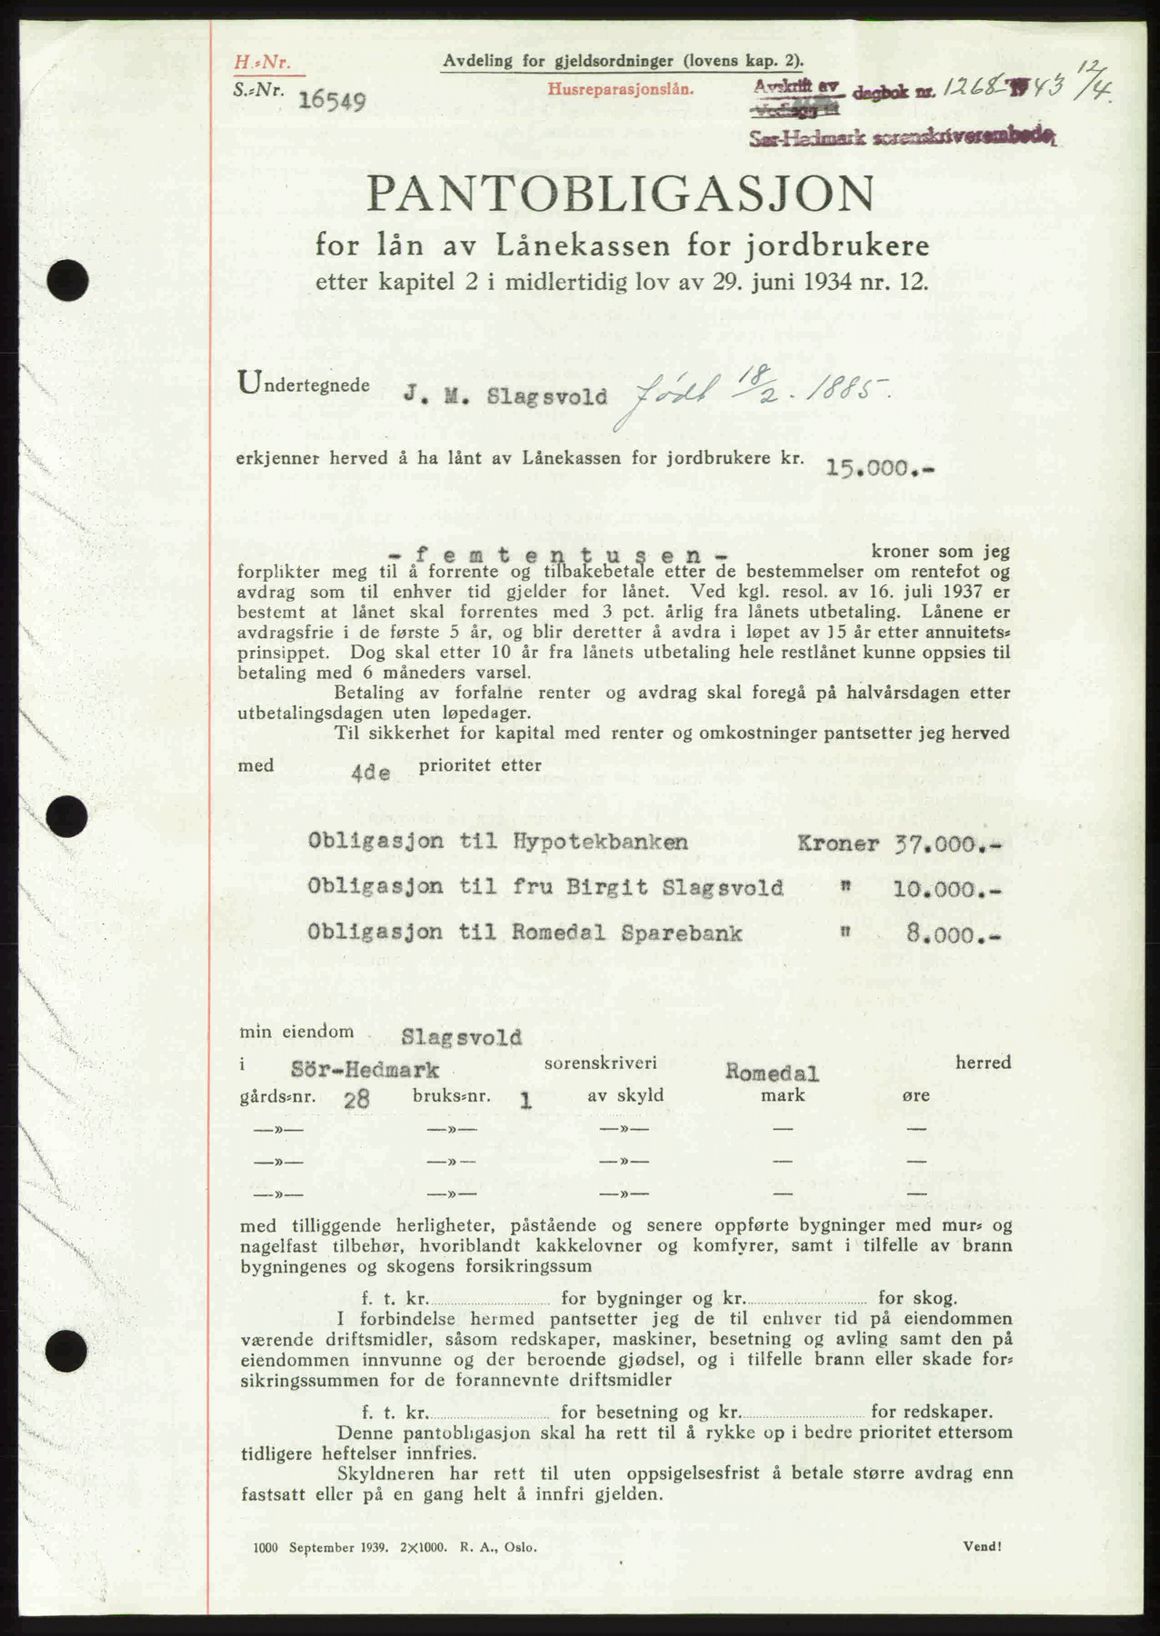 H.-Nr.
Avdeling for gjeldsordninger (lovens kap. 2).
S.-Nr. 16549
Husreparasjonslån.
Avskrift av dagbok nr. 1268 1943 12/4.
Vedlegg til
Sør-Hedmark sorenskriverembede,
PANTOBLIGASJON
for lån av Lånekassen for jordbrukere
etter kapitel 2 i midlertidig lov av 29. juni 1934 nr. 12.
Undertegnede J. M. Slagsvold født 18/2. 1885.
erkjenner herved å ha lånt av Lånekassen for jordbrukere kr. 15.000.-
- f e m t e n t u s e n - kroner som jeg
forplikter meg til å forrente og tilbakebetale etter de bestemmelser om rentefot og
avdrag som til enhver tid gjelder for lånet. Ved kgl. resol. av 16. juli 1937 er
bestemt at lånet skal forrentes med 3 pct. årlig fra lånets utbetaling. Lånene er
avdragsfrie i de første 5 år, og blir deretter å avdra i løpet av 15 år etter annuitets-
prinsippet. Dog skal etter 10 år fra lånets utbetaling hele restlånet kunne oppsies til
betaling med 6 måneders varsel.
Betaling av forfalne renter og avdrag skal foregå på halvårsdagen etter
utbetalingsdagen uten løpedager.
Til sikkerhet for kapital med renter og omkostninger pantsetter jeg herved
med 4de prioritet etter
Obligasjon til Hypotekbanken Kroner 37.000.-
Obligasjon til fru Birgit Slagsvold " 10.000.-
Obligasjon til Romedal Sparebank " 8.000.-
min eiendom Slagsvold
i Sör-Hedmark sorenskriveri Romedal herred
gårds-nr. 28 bruks-nr. 1 av skyld mark øre
—»— —»— —»— — —
—»— —»— —»— — —
—»— —»— —»— — —
med tilliggende herligheter, påstående og senere oppførte bygninger med mur- og
nagelfast tilbehør, hvoriblandt kakkelovner og komfyrer, samt i tilfelle av brann
bygningenes og skogens forsikringssum
f. t. kr. for bygninger og kr. for skog.
I forbindelse hermed pantsetter jeg de til enhver tid på eiendommen
værende driftsmidler, såsom redskaper, maskiner, besetning og avling samt den på
eiendommen innvunne og der beroende gjødsel, og i tilfelle brann eller skade for-
sikringssummen for de forannevnte driftsmidler
f. t. kr. for besetning og kr. for redskaper.
Denne pantobligasjon skal ha rett til å rykke op i bedre prioritet ettersom
tidligere heftelser innfries.
Skyldneren har rett til uten oppsigelsesfrist å betale større avdrag enn
fastsatt eller på en gang helt å innfri gjelden.
1000 September 1939. 2×1000. R. A., Oslo.
Vend!